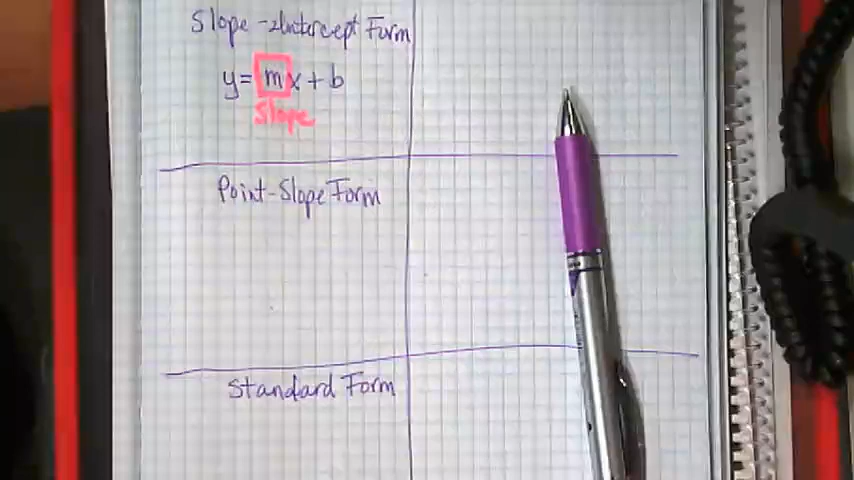 Slope-Intercept Form
y = mx + b
Slope
Point-Slope Form
Standard Form